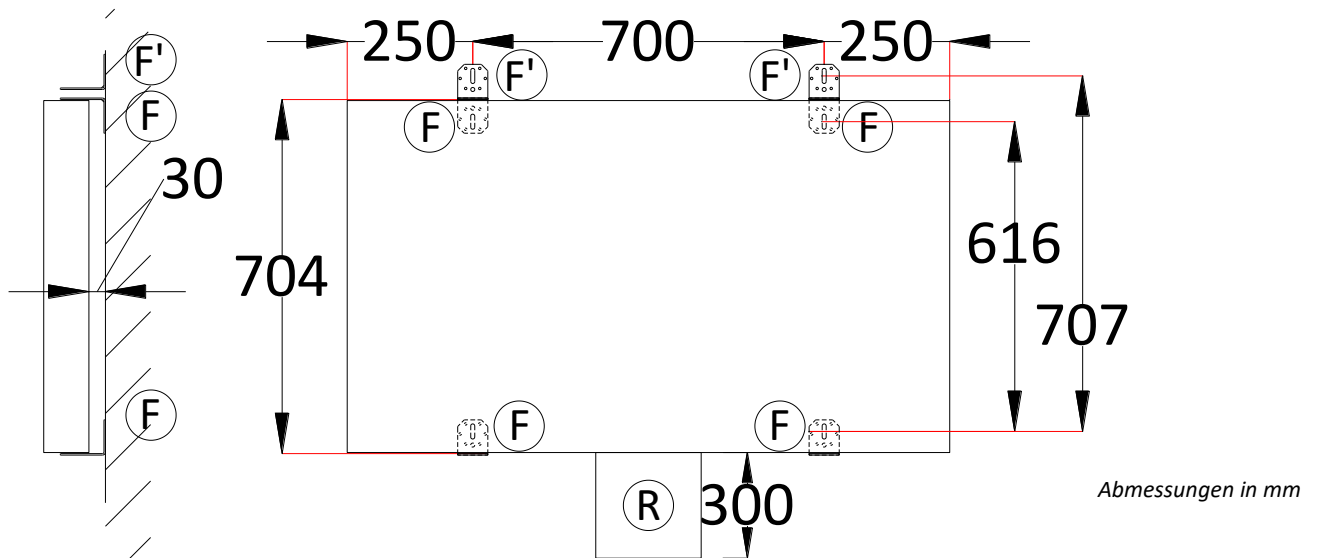 250 700 250
F' F' F'
F F F
30
704
616
707
F F F
R 300
Abmessungen in mm